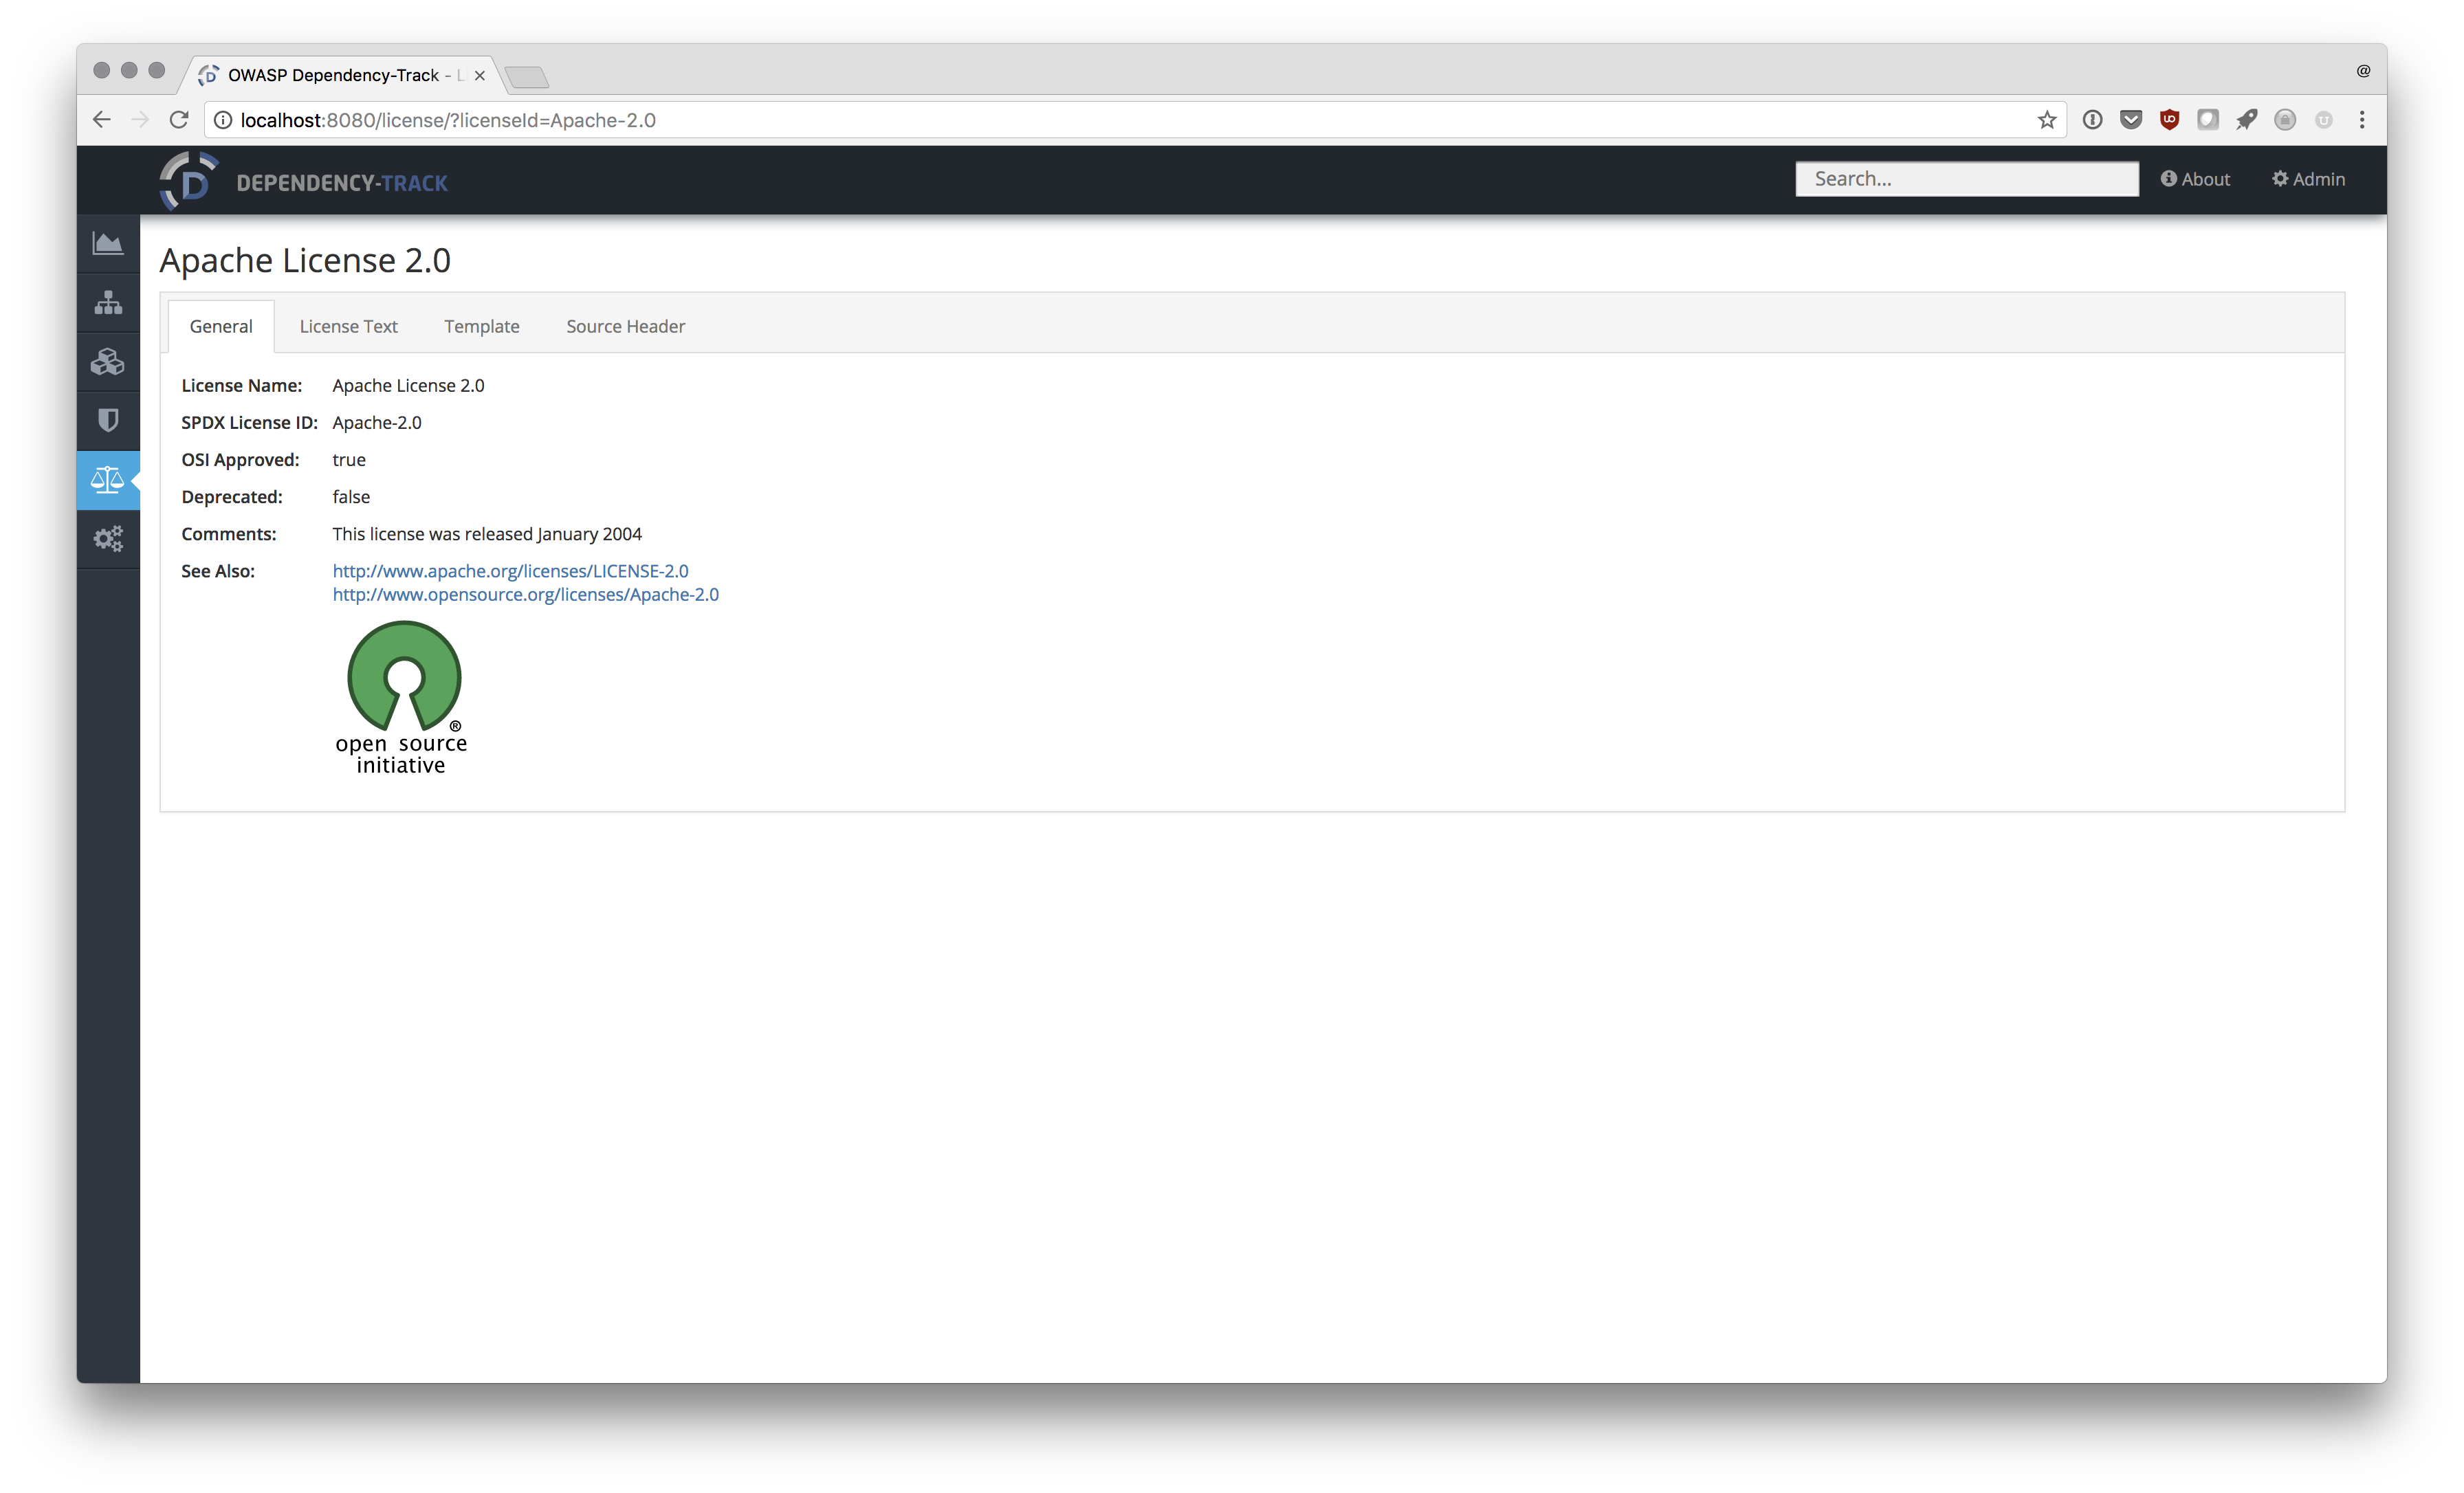 OWASP Dependency-Track - L
@
localhost:8080/license/?licenseId=Apache-2.0
D DEPENDENCY-TRACK Search... About Admin
Apache License 2.0
General License Text Template Source Header
License Name: Apache License 2.0
SPDX License ID: Apache-2.0
OSI Approved: true
Deprecated: false
Comments: This license was released January 2004
See Also: http://www.apache.org/licenses/LICENSE-2.0
http://www.opensource.org/licenses/Apache-2.0
®
open source
initiative